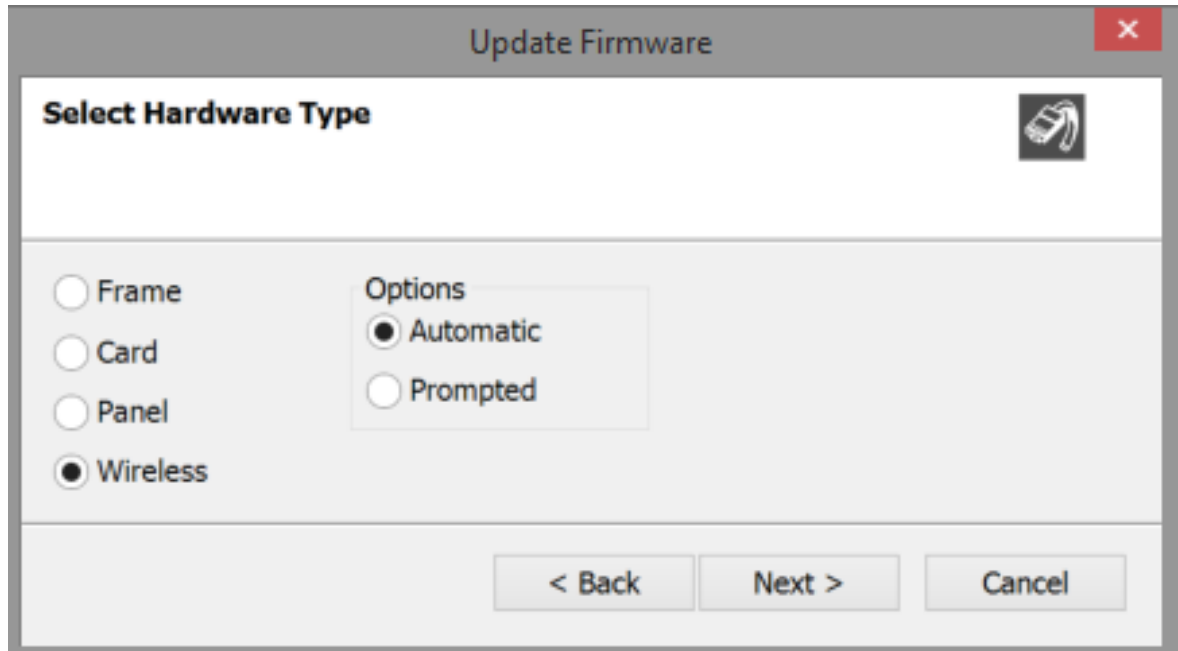 Update Firmware
Select Hardware Type
Frame
Card
Panel
Wireless
Options
Automatic
Prompted
< Back
Next >
Cancel